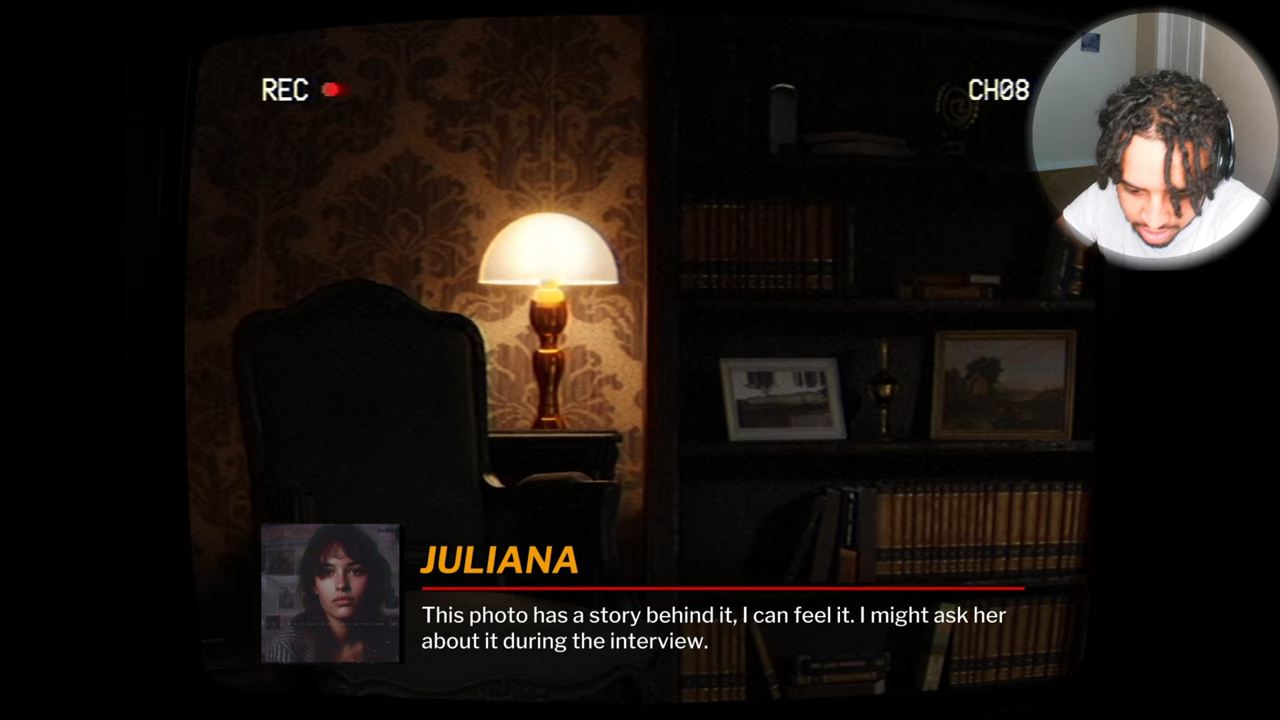 REC
CH08
JULIANA
This photo has a story behind it, I can feel it. I might ask her
about it during the interview.